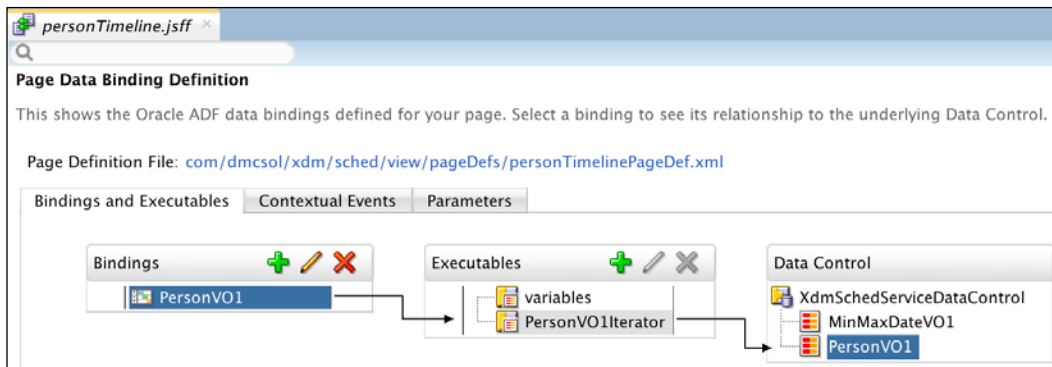 personTimeline.jsff
Page Data Binding Definition
This shows the Oracle ADF data bindings defined for your page. Select a binding to see its relationship to the underlying Data Control.
Page Definition File: com/dmcsol/xdm/sched/view/pageDefs/personTimelinePageDef.xml
Bindings and Executables Contextual Events Parameters
Bindings Executables Data Control
PersonVO1 variables XdmSchedServiceDataControl
PersonVO1Iterator MinMaxDateVO1
PersonVO1